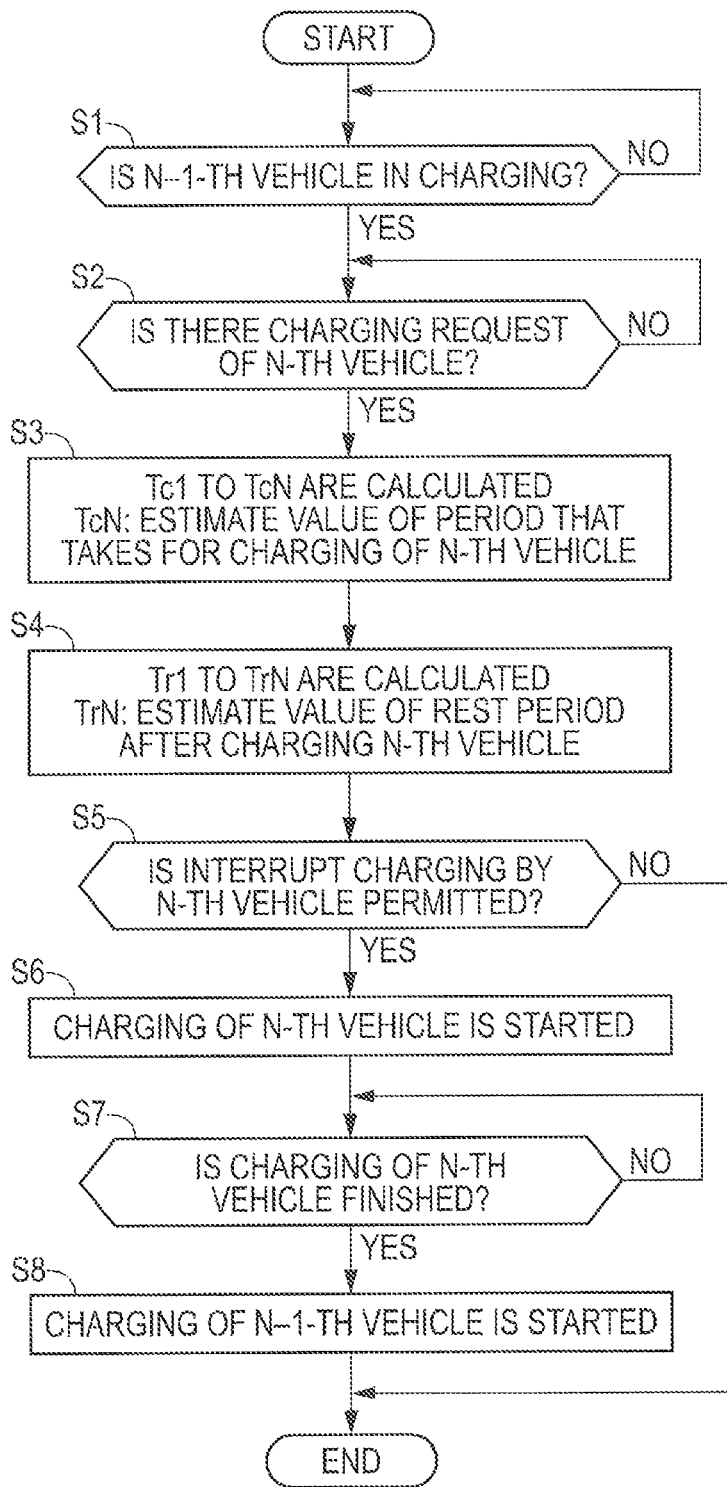 START
S1
IS N-1-TH VEHICLE IN CHARGING?
NO
YES
S2
IS THERE CHARGING REQUEST
OF N-TH VEHICLE?
NO
YES
S3
Tc1 TO TcN ARE CALCULATED
TcN: ESTIMATE VALUE OF PERIOD THAT
TAKES FOR CHARGING OF N-TH VEHICLE
S4
Tr1 TO TrN ARE CALCULATED
TrN: ESTIMATE VALUE OF REST PERIOD
AFTER CHARGING N-TH VEHICLE
S5
IS INTERRUPT CHARGING BY
N-TH VEHICLE PERMITTED?
NO
YES
S6
CHARGING OF N-TH VEHICLE IS STARTED
S7
IS CHARGING OF N-TH
VEHICLE FINISHED?
NO
YES
S8
CHARGING OF N-1-TH VEHICLE IS STARTED
END